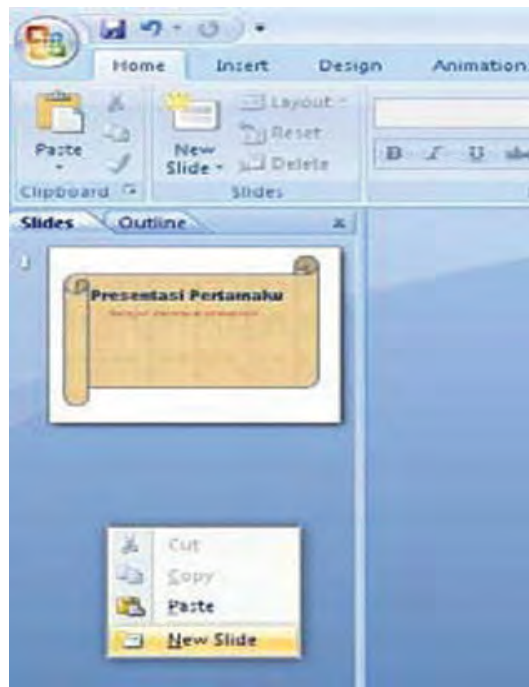 Home Insert Design Animation
Paste
New Slide
Layout
Reset
Delete
B I U abc
Clipboard
Slides
Slides Outline
1
Presentasi Pertamaku
Cut
Copy
Paste
New Slide